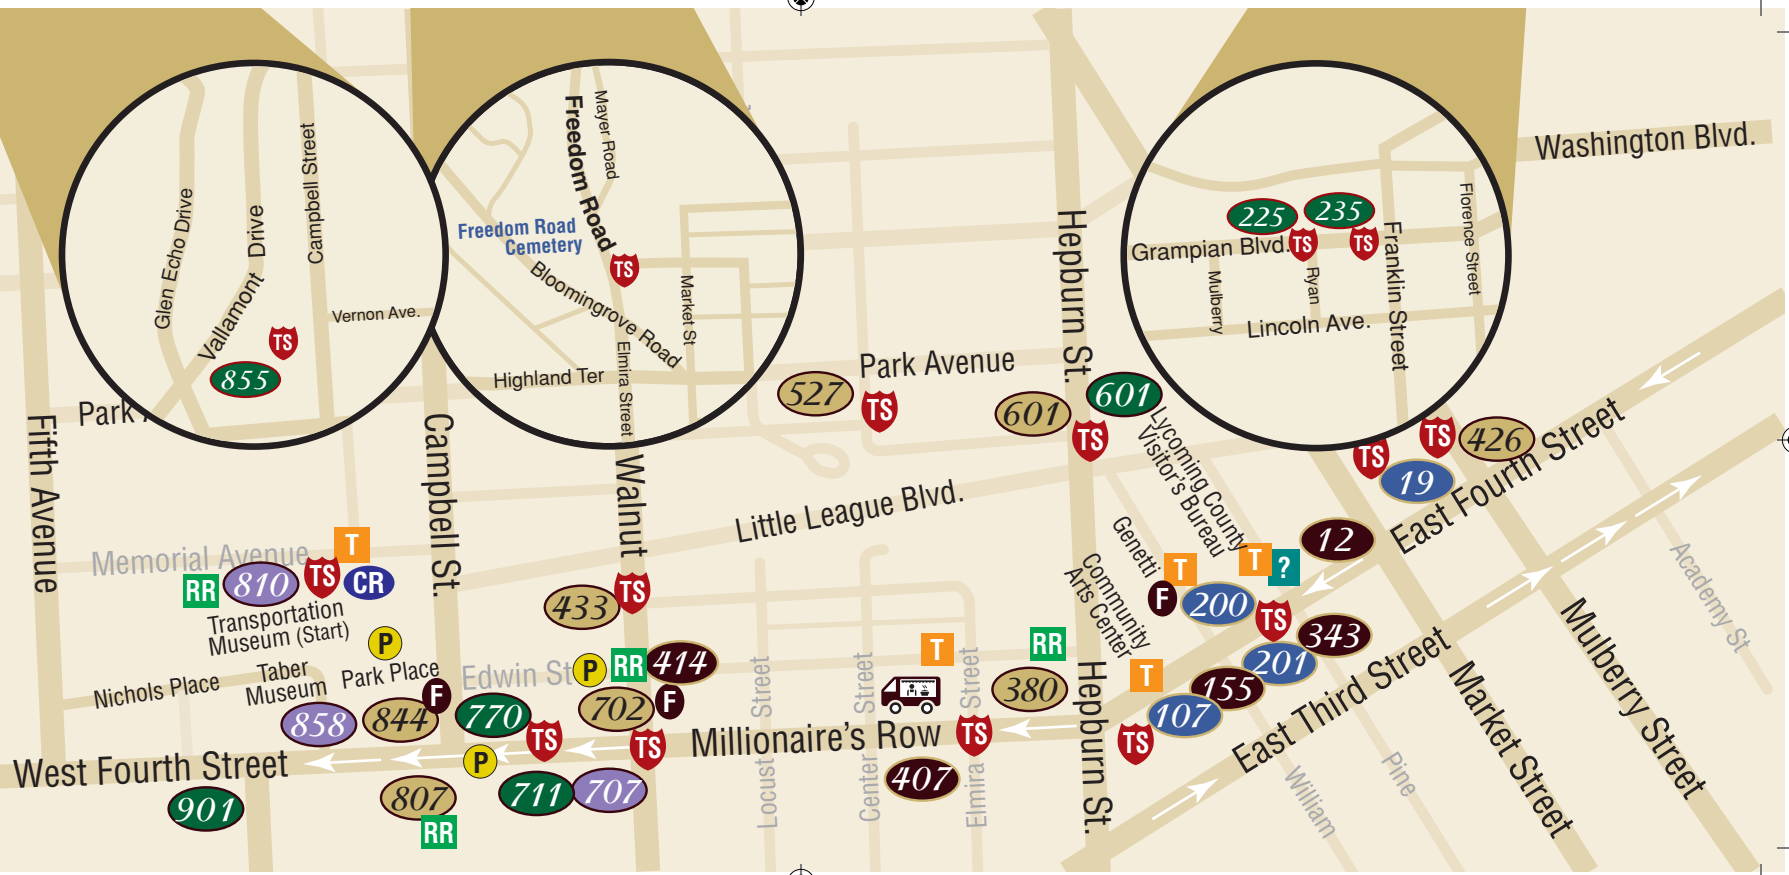 Glen Echo Drive
Vallamont Drive
Campbell Street
Vernon Ave.
TS
855
Freedom Road
Mayer Road
Freedom Road
Cemetery
TS
Bloomingrove Road
Market St
Highland Ter
Elmira Street
225
235
TS
TS
Grampian Blvd.
Mulberry
Ryan
Franklin Street
Florence Street
Lincoln Ave.
Washington Blvd.
Hepburn St.
Park
Park Avenue
527
TS
601
601
TS
TS
TS
426
19
Fifth Avenue
Campbell St.
Walnut
Little League Blvd.
Lycoming County
Visitor's Bureau
East Fourth Street
12
Memorial Avenue
T
RR
810
TS
CR
Transportation
Museum (Start)
P
433
TS
Genetti
T
T
?
F
200
TS
343
201
Community
Arts Center
T
155
107
TS
Academy St
Nichols Place
Taber
Museum
Park Place
F
858
844
Edwin St
P
RR
414
770
702
F
TS
TS
P
T
RR
380
Millionaire's Row
TS
407
Locust Street
Center Street
Elmira Street
Hepburn St.
East Third Street
Market Street
Mulberry Street
William
Pine
West Fourth Street
901
807
RR
711
707